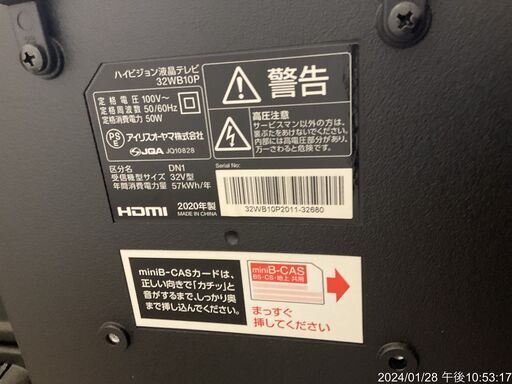 ハイビジョン液晶テレビ
32WB10P
定格電圧 100V～
定格周波数 50/60Hz
定格消費電力 50W
PS
E
アイリスオーヤマ株式会社
JQA JQ10828
区分名 DN1
受信機型サイズ 32V型
年間消費電力量 57kWh/年
HDMI
2020年製
MADE IN CHINA
警告
高圧注意
サービスマン以外の方は、
裏ぶたをあけないでください。
内部には高電圧部分があり、
万一さわると危険です。
Serial No:
32WB10P2011-32680
miniB-CASカードは、
正しい向きで「カチッ」と
音がするまで、しっかり奥
まで挿し込んでください。
miniB-CAS
BS・CS・地上 共用
まっすぐ
挿してください
2024/01/28 午後10:53:17